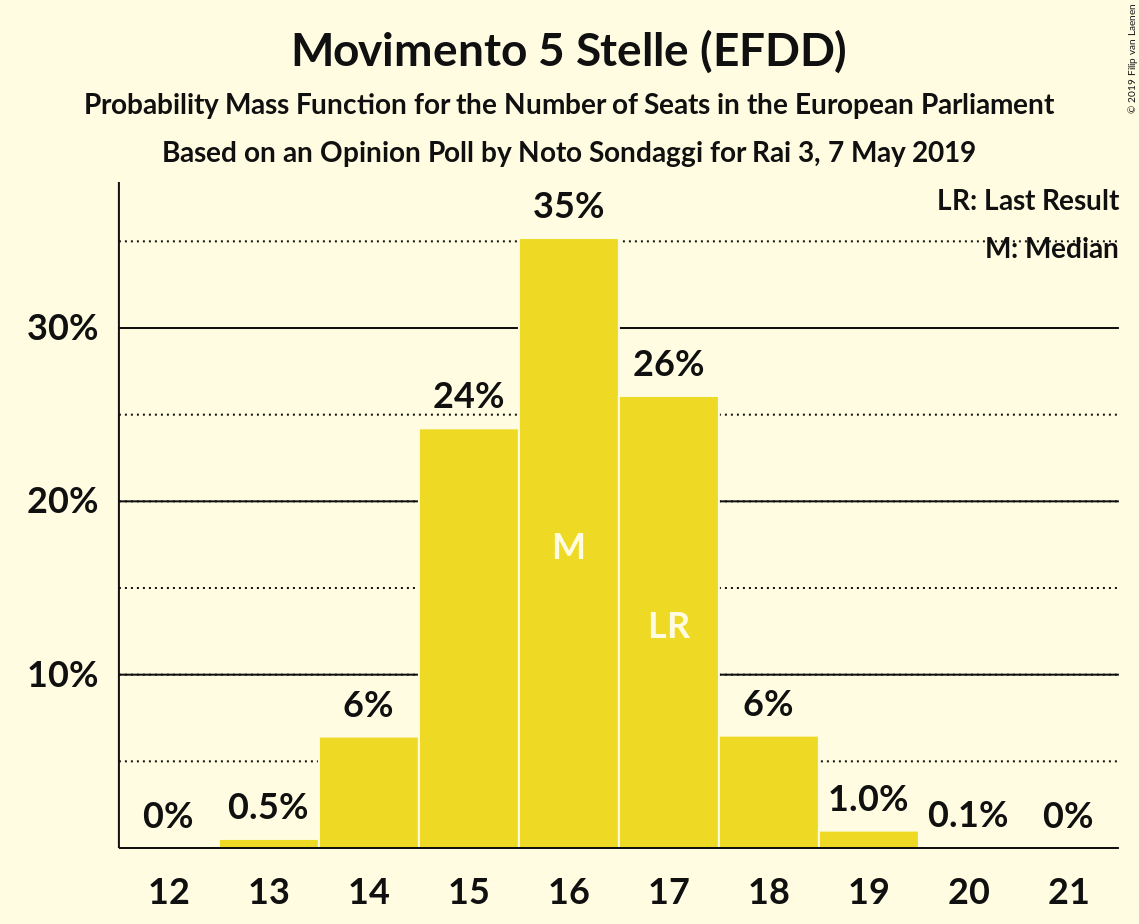 Movimento 5 Stelle (EFDD)
Probability Mass Function for the Number of Seats in the European Parliament
Based on an Opinion Poll by Noto Sondaggi for Rai 3, 7 May 2019
© 2019 Filip van Laenen
LR: Last Result
M: Median
30%
20%
10%
0%
0.5%
6%
24%
35%
26%
6%
1.0%
0.1%
0%
M
LR
12 13 14 15 16 17 18 19 20 21